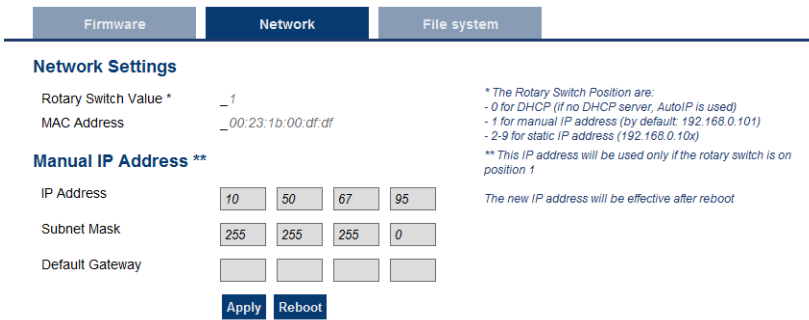 Firmware
Network
File system
Network Settings
Rotary Switch Value *
_1
MAC Address
_00:23:1b:00:df:df
* The Rotary Switch Position are:
- 0 for DHCP (if no DHCP server, AutoIP is used)
- 1 for manual IP address (by default: 192.168.0.101)
- 2-9 for static IP address (192.168.0.10x)
** This IP address will be used only if the rotary switch is on
position 1
The new IP address will be effective after reboot
Manual IP Address **
IP Address
10 50 67 95
Subnet Mask
255 255 255 0
Default Gateway
Apply
Reboot